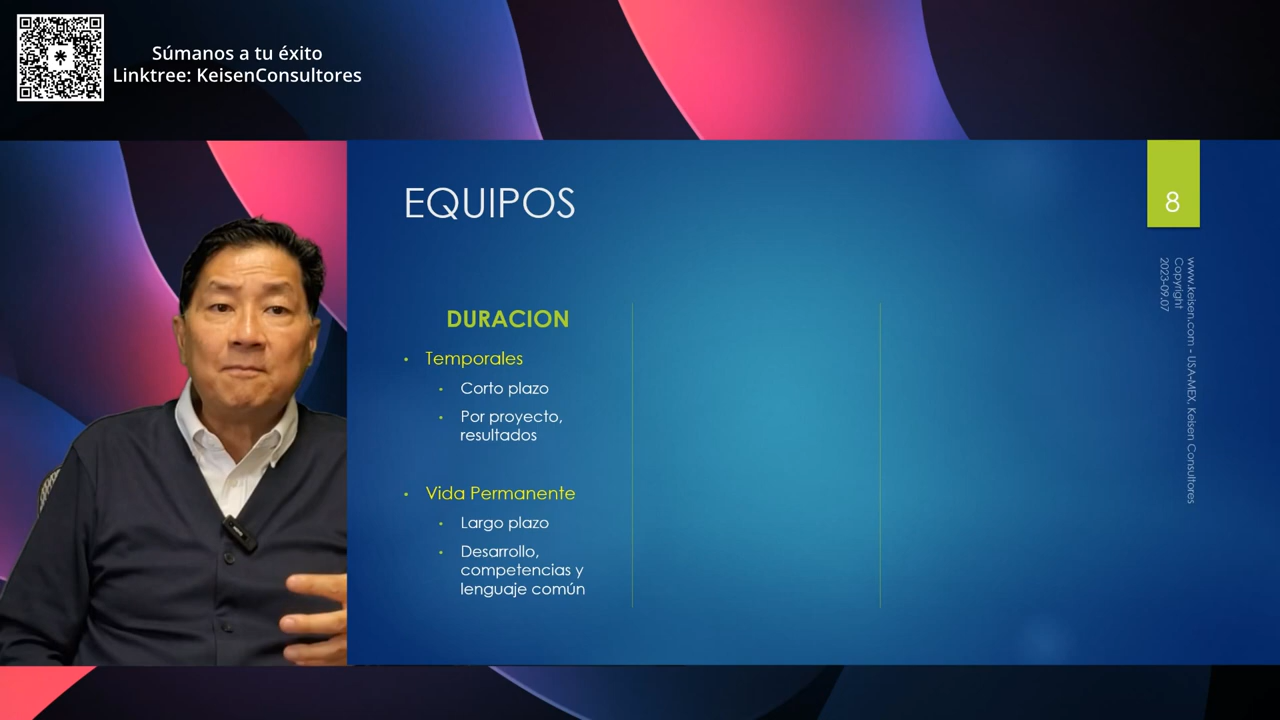 Súmanos a tu éxito
Linktree: KeisenConsultores
EQUIPOS
8
DURACION
Temporales
Corto plazo
Por proyecto,
resultados
Vida Permanente
Largo plazo
Desarrollo,
competencias y
lenguaje común
www.keisen.com - USA-MEX, Keisen Consultores
Copyright
2023-09.07